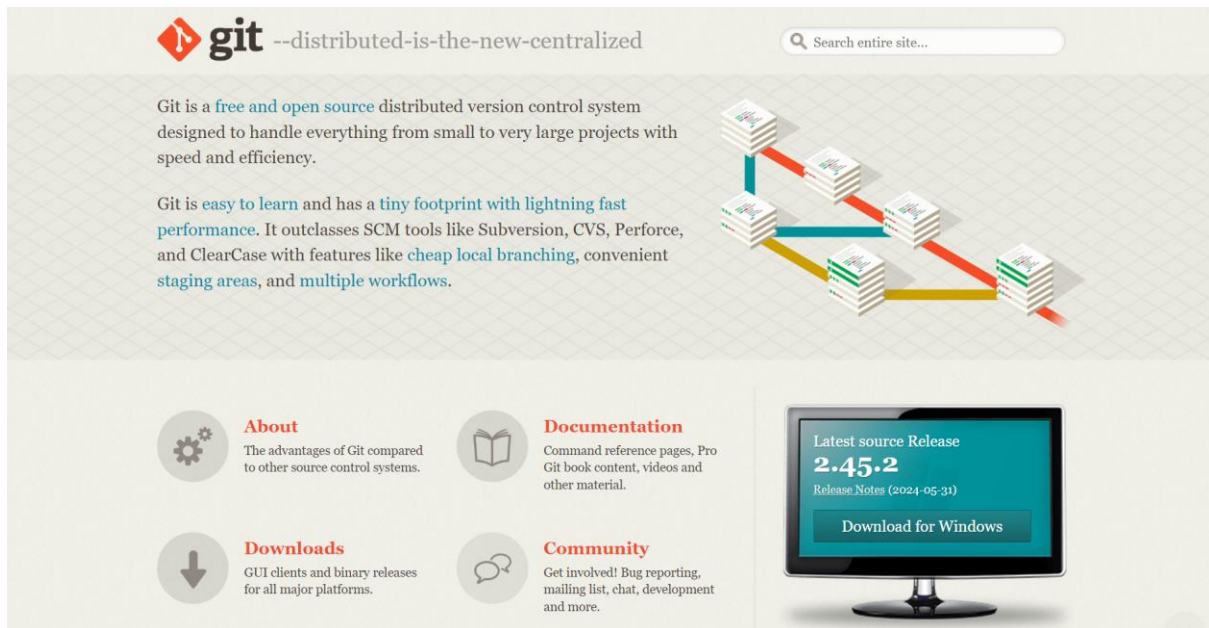 git --distributed-is-the-new-centralized
Search entire site...
Git is a free and open source distributed version control system
designed to handle everything from small to very large projects with
speed and efficiency.
Git is easy to learn and has a tiny footprint with lightning fast
performance. It outclasses SCM tools like Subversion, CVS, Perforce,
and ClearCase with features like cheap local branching, convenient
staging areas, and multiple workflows.
About
The advantages of Git compared
to other source control systems.
Documentation
Command reference pages, Pro
Git book content, videos and
other material.
Downloads
GUI clients and binary releases
for all major platforms.
Community
Get involved! Bug reporting,
mailing list, chat, development
and more.
Latest source Release
2.45.2
Release Notes (2024-05-31)
Download for Windows